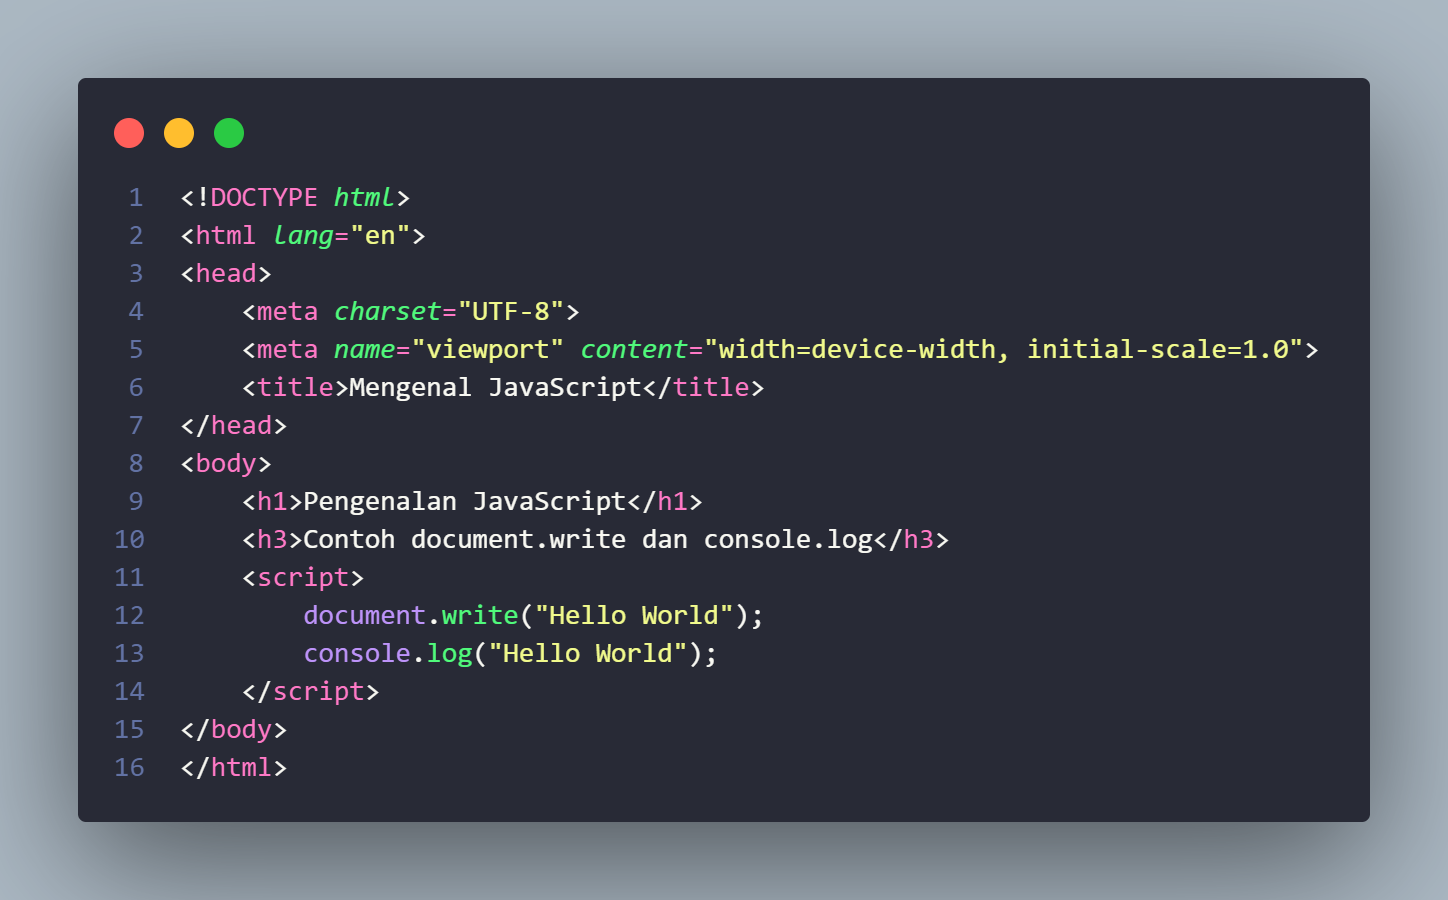 1 <!DOCTYPE html>
2 <html lang="en">
3 <head>
4     <meta charset="UTF-8">
5     <meta name="viewport" content="width=device-width, initial-scale=1.0">
6     <title>Mengenal JavaScript</title>
7 </head>
8 <body>
9     <h1>Pengenalan JavaScript</h1>
10     <h3>Contoh document.write dan console.log</h3>
11     <script>
12         document.write("Hello World");
13         console.log("Hello World");
14     </script>
15 </body>
16 </html>